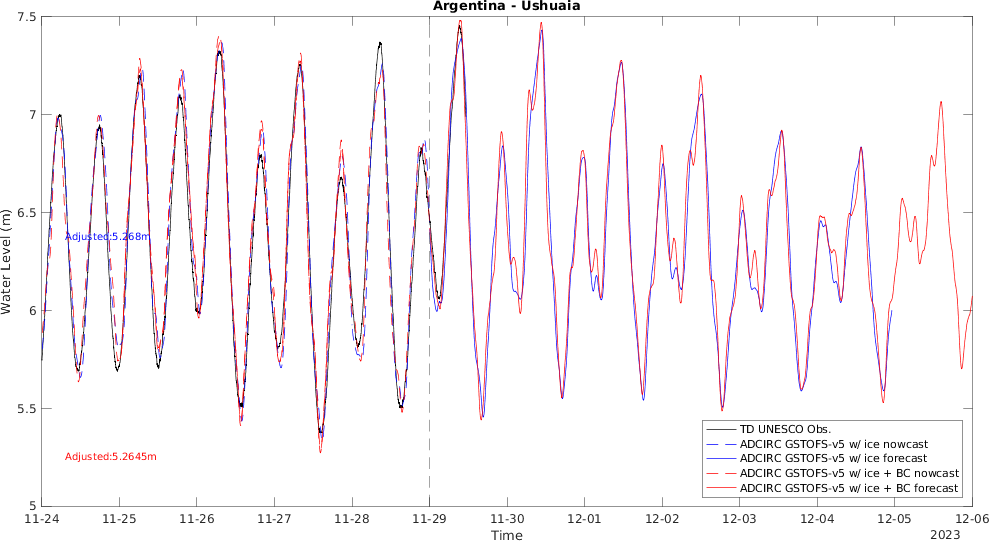 Argentina - Ushuaia
7.5
7
6.5
6
5.5
5
Water Level (m)
Adjusted:5.268m
Adjusted:5.2645m
TD UNESCO Obs.
ADCIRC GSTOFS-v5 w/ ice nowcast
ADCIRC GSTOFS-v5 w/ ice forecast
ADCIRC GSTOFS-v5 w/ ice + BC nowcast
ADCIRC GSTOFS-v5 w/ ice + BC forecast
11-24 11-25 11-26 11-27 11-28 11-29 11-30 12-01 12-02 12-03 12-04 12-05 12-06
Time
2023